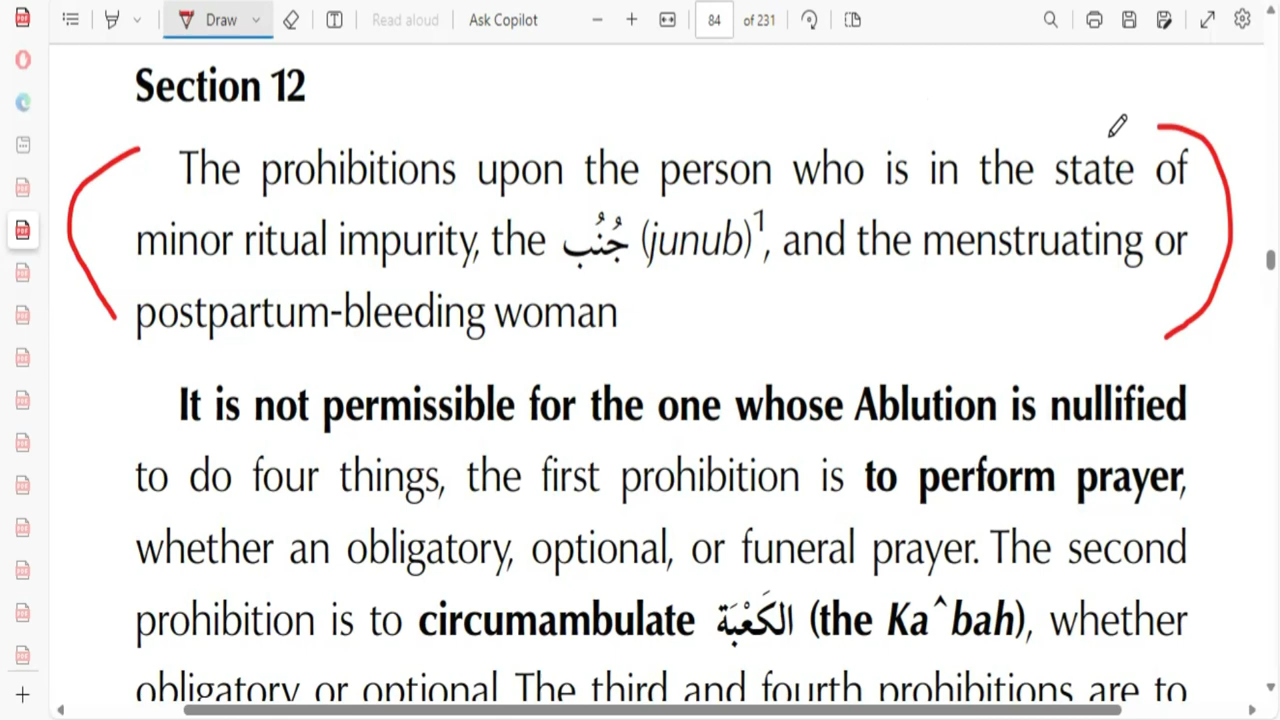 Draw
Read aloud
Ask Copilot
84
of 231
Section 12
The prohibitions upon the person who is in the state of
minor ritual impurity, the جُنُب (junub)1, and the menstruating or
postpartum-bleeding woman
It is not permissible for the one whose Ablution is nullified
to do four things, the first prohibition is to perform prayer,
whether an obligatory, optional, or funeral prayer. The second
prohibition is to circumambulate الكَعْبَة (the Ka^bah), whether
obligatory or optional The third and fourth prohibitions are to